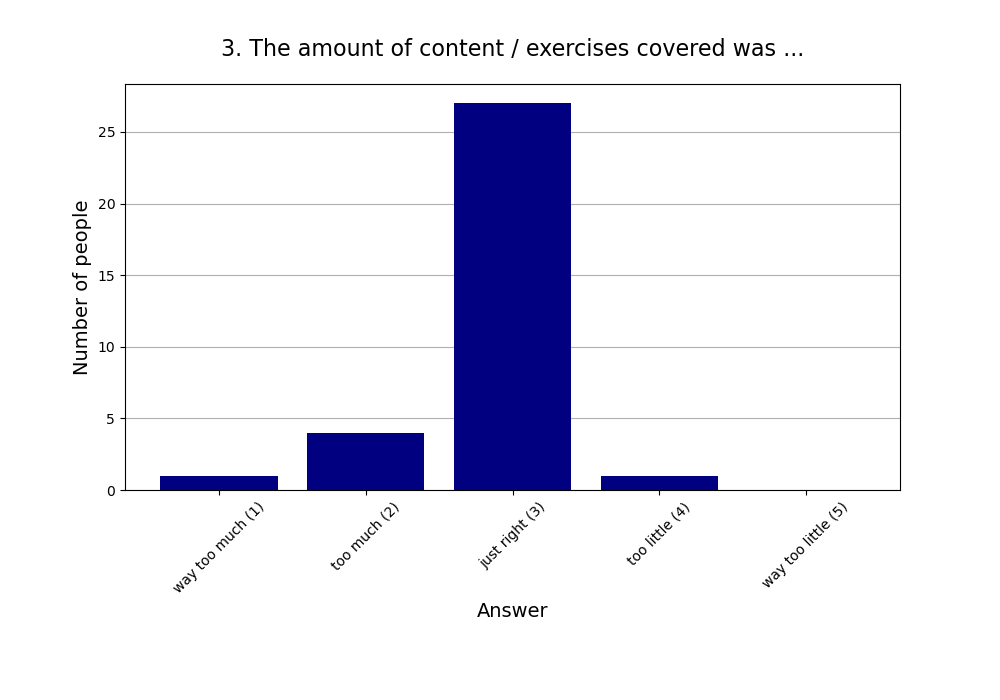 3. The amount of content / exercises covered was ...
Number of people
25
20
15
10
5
0
way too much (1)
too much (2)
just right (3)
too little (4)
way too little (5)
Answer